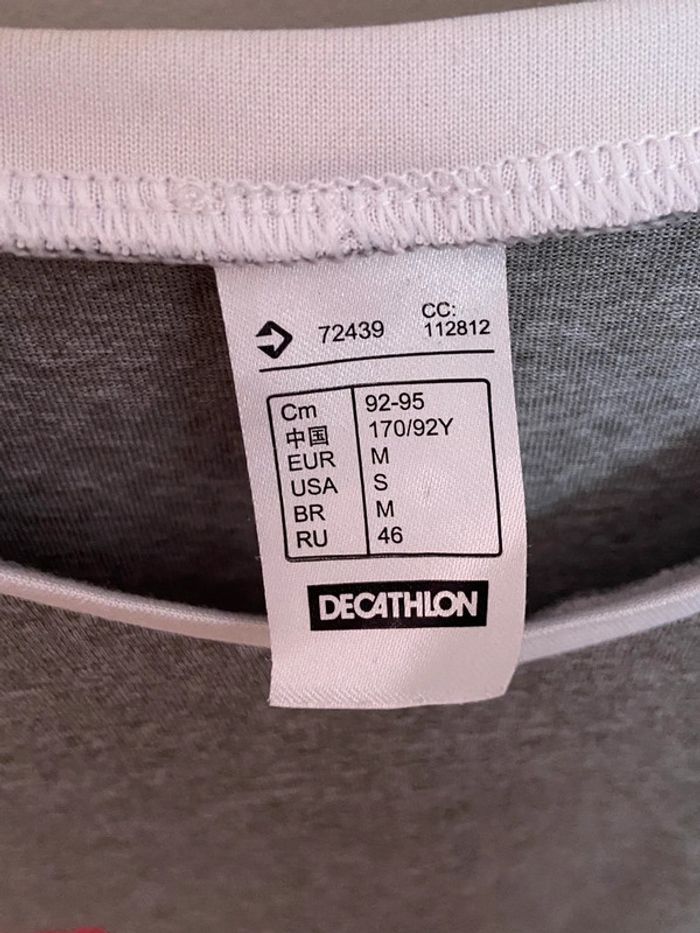 72439
CC:
112812
Cm 92-95
中国 170/92Y
EUR M
USA S
BR M
RU 46
DECATHLON